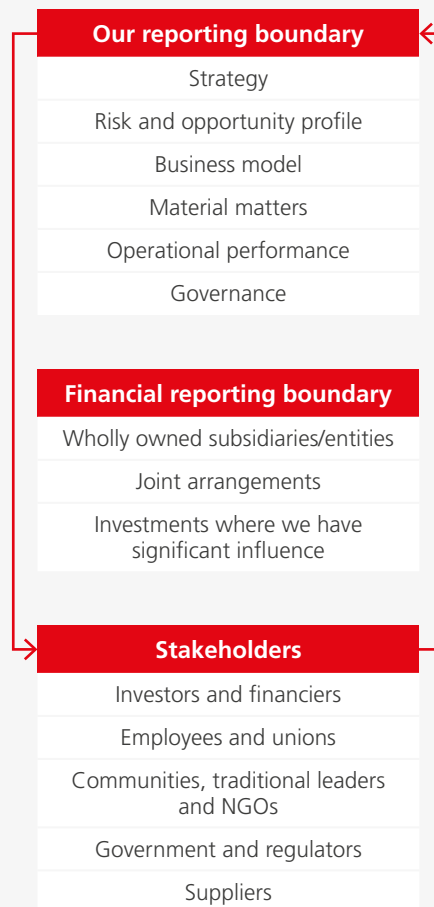 Our reporting boundary
Strategy
Risk and opportunity profile
Business model
Material matters
Operational performance
Governance
Financial reporting boundary
Wholly owned subsidiaries/entities
Joint arrangements
Investments where we have
significant influence
Stakeholders
Investors and financiers
Employees and unions
Communities, traditional leaders
and NGOs
Government and regulators
Suppliers